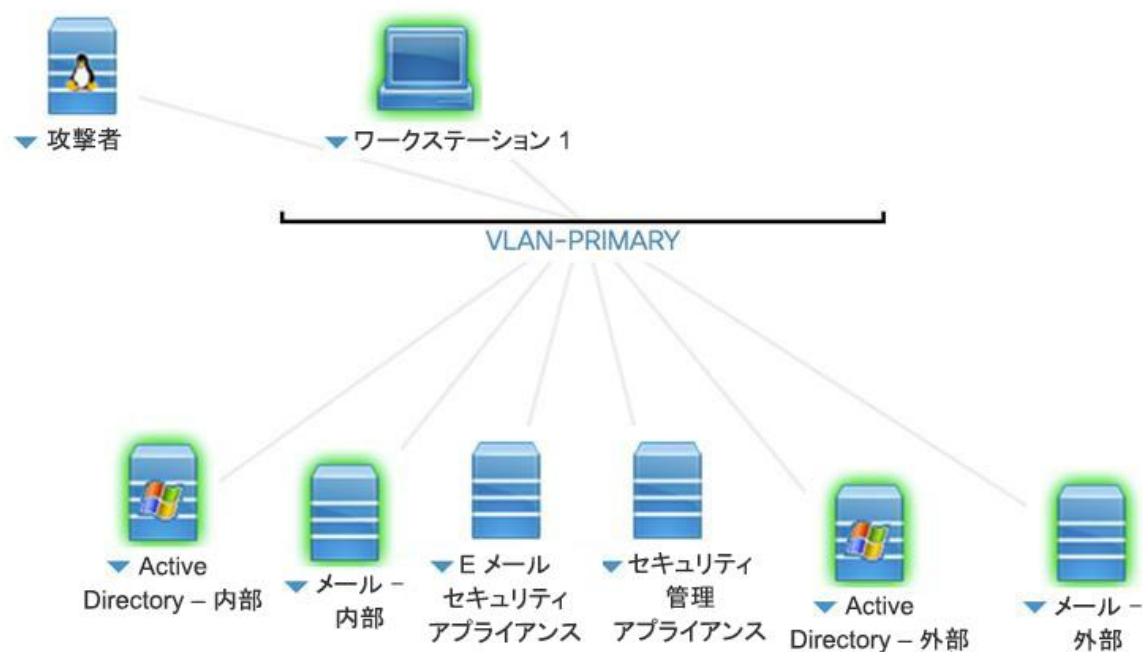 攻撃者
ワークステーション 1
VLAN-PRIMARY
Active
Directory – 内部
メール –
内部
E メール
セキュリティ
アプライアンス
セキュリティ
管理
アプライアンス
Active
Directory – 外部
メール –
外部